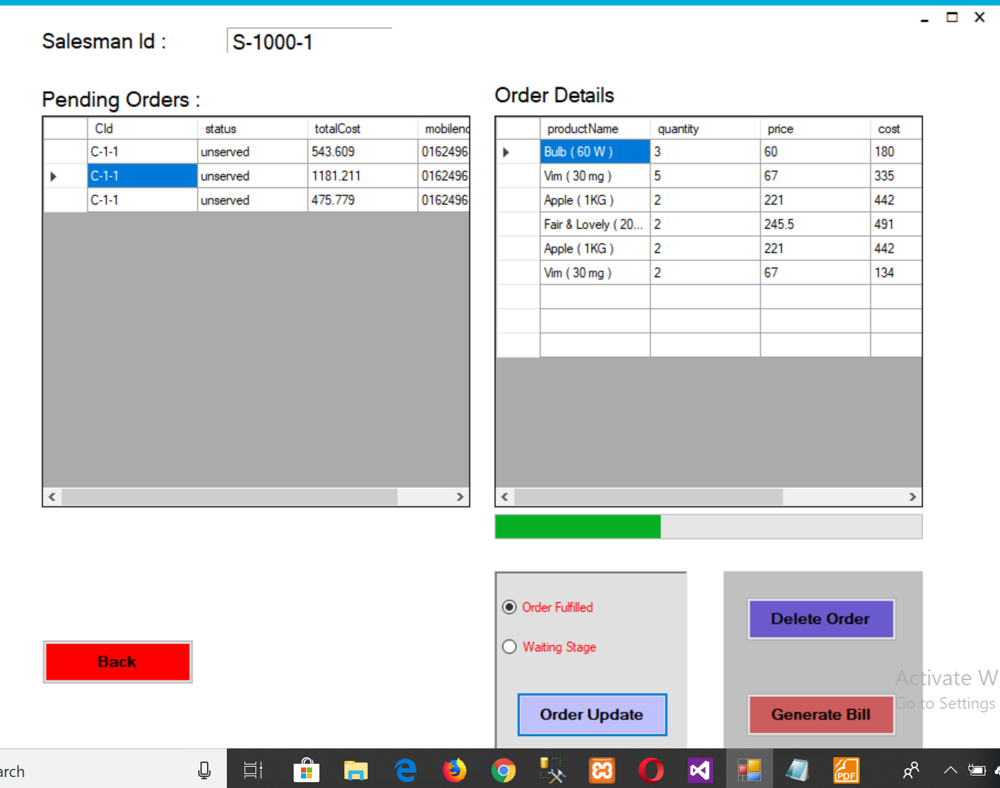 Salesman Id : S-1000-1
Pending Orders :
CId status totalCost mobileno
C-1-1 unserved 543.609 0162496
C-1-1 unserved 1181.211 0162496
C-1-1 unserved 475.779 0162496
Order Details
productName quantity price cost
Bulb ( 60 W ) 3 60 180
Vim ( 30 mg ) 5 67 335
Apple ( 1KG ) 2 221 442
Fair & Lovely ( 20... 2 245.5 491
Apple ( 1KG ) 2 221 442
Vim ( 30 mg ) 2 67 134
Order Fulfilled
Waiting Stage
Order Update
Delete Order
Generate Bill
Back
Activate W
Go to Settings
arch
PDF